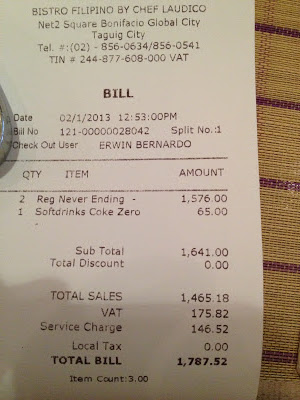 BISTRO FILIPINO BY CHEF LAUDICO
Net2 Square Bonifacio Global City
Taguig City
Tel. #:(02) - 856-0634/856-0541
TIN # 244-877-608-000 VAT
BILL
Date 02/1/2013 12:53:00PM
Bill No 121-00000028042 Split No.:1
Check Out User ERWIN BERNARDO
QTY ITEM AMOUNT
2 Reg Never Ending - 1,576.00
1 Softdrinks Coke Zero 65.00
-
Sub Total 1,641.00
Total Discount 0.00
TOTAL SALES 1,465.18
VAT 175.82
Service Charge 146.52
Local Tax 0.00
TOTAL BILL 1,787.52
Item Count:3.00